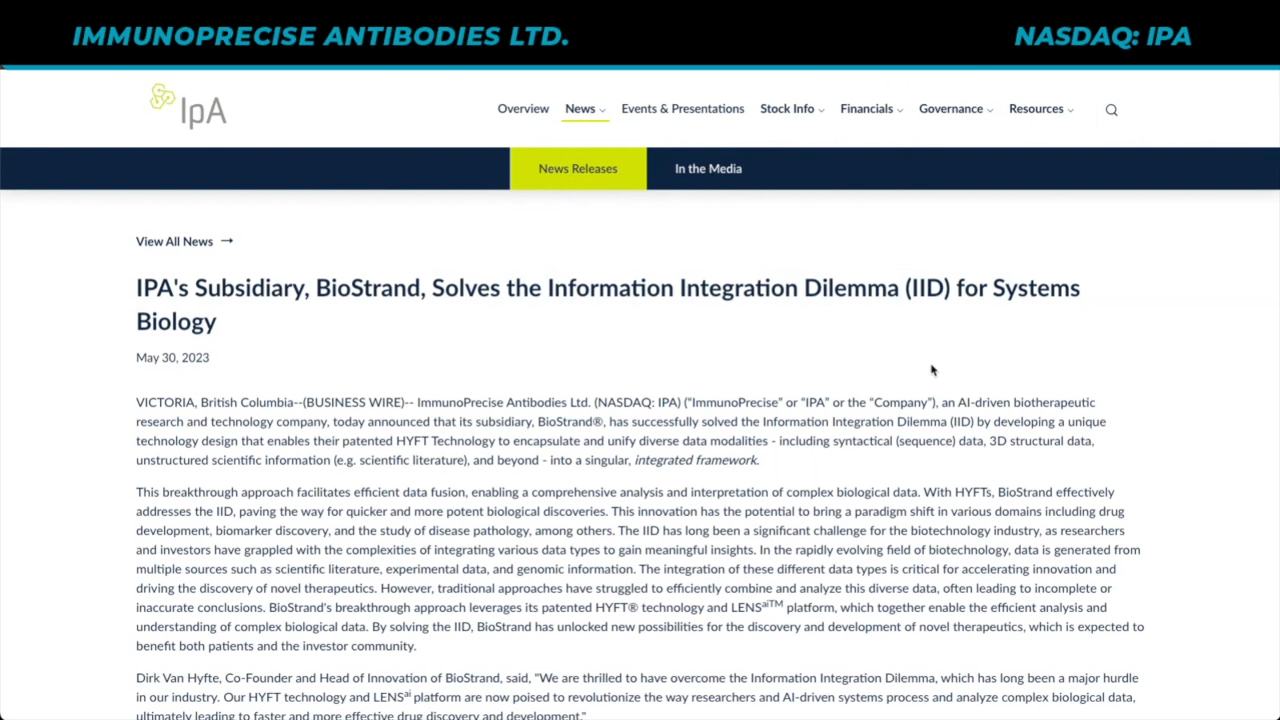 IMMUNOPRECISE ANTIBODIES LTD. NASDAQ: IPA
IpA
Overview News Events & Presentations Stock Info Financials Governance Resources
News Releases In the Media
View All News →
IPA's Subsidiary, BioStrand, Solves the Information Integration Dilemma (IID) for Systems
Biology
May 30, 2023
VICTORIA, British Columbia--(BUSINESS WIRE)-- ImmunoPrecise Antibodies Ltd. (NASDAQ: IPA) (“ImmunoPrecise” or “IPA” or the “Company”), an AI-driven biotherapeutic
research and technology company, today announced that its subsidiary, BioStrand®, has successfully solved the Information Integration Dilemma (IID) by developing a unique
technology design that enables their patented HYFT Technology to encapsulate and unify diverse data modalities - including syntactical (sequence) data, 3D structural data,
unstructured scientific information (e.g. scientific literature), and beyond - into a singular, integrated framework.
This breakthrough approach facilitates efficient data fusion, enabling a comprehensive analysis and interpretation of complex biological data. With HYFTs, BioStrand effectively
addresses the IID, paving the way for quicker and more potent biological discoveries. This innovation has the potential to bring a paradigm shift in various domains including drug
development, biomarker discovery, and the study of disease pathology, among others. The IID has long been a significant challenge for the biotechnology industry, as researchers
and investors have grappled with the complexities of integrating various data types to gain meaningful insights. In the rapidly evolving field of biotechnology, data is generated from
multiple sources such as scientific literature, experimental data, and genomic information. The integration of these different data types is critical for accelerating innovation and
driving the discovery of novel therapeutics. However, traditional approaches have struggled to efficiently combine and analyze this diverse data, often leading to incomplete or
inaccurate conclusions. BioStrand's breakthrough approach leverages its patented HYFT® technology and LENSaiTM platform, which together enable the efficient analysis and
understanding of complex biological data. By solving the IID, BioStrand has unlocked new possibilities for the discovery and development of novel therapeutics, which is expected to
benefit both patients and the investor community.
Dirk Van Hyfte, Co-Founder and Head of Innovation of BioStrand, said, "We are thrilled to have overcome the Information Integration Dilemma, which has long been a major hurdle
in our industry. Our HYFT technology and LENSai platform are now poised to revolutionize the way researchers and AI-driven systems process and analyze complex biological data,
ultimately leading to faster and more effective drug discovery and development."